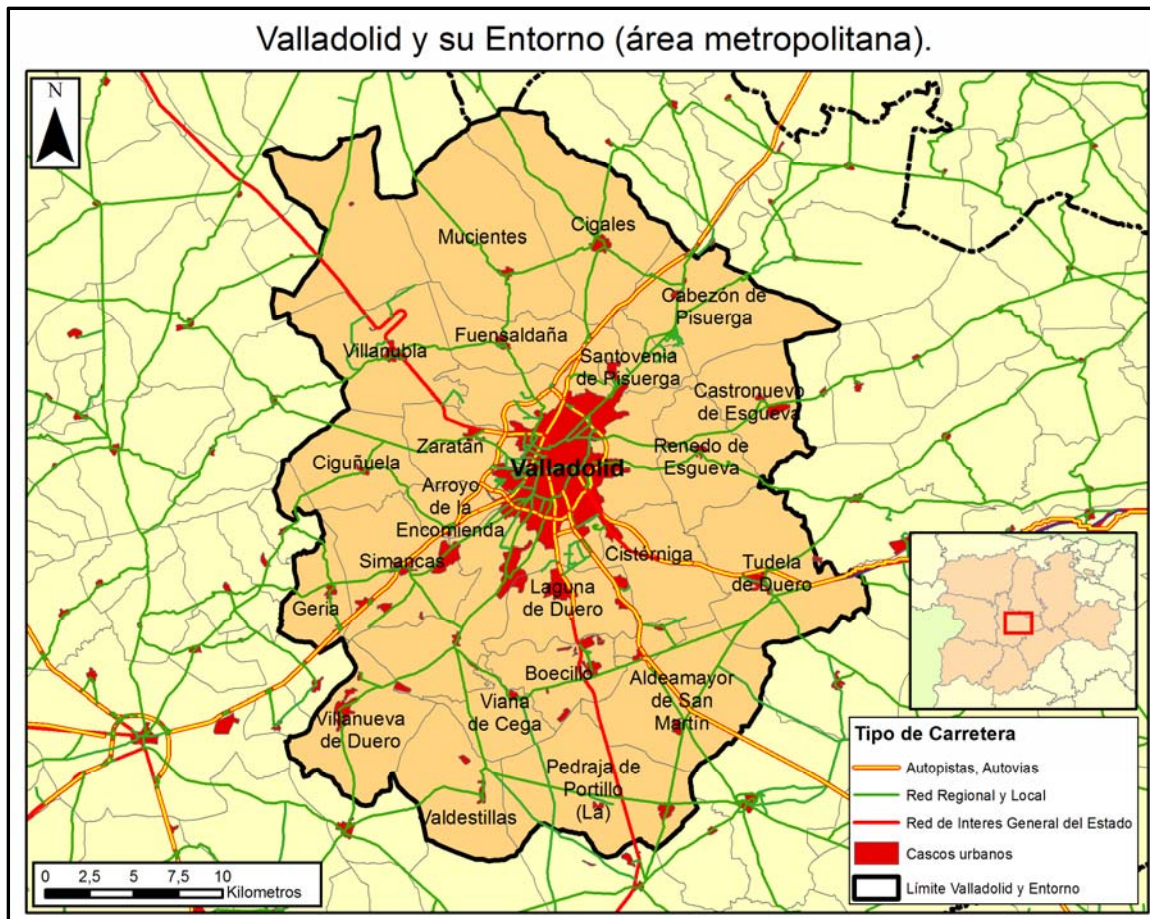 Valladolid y su Entorno (área metropolitana).
N
Mucientes
Cigales
Cabezón de
Pisuerga
Fuensaldaña
Villanubla
Santovenia
de Pisuerga
Castronuevo
de Esgueva
Zaratán
Renedo de
Esgueva
Ciguñuela
Valladolid
Arroyo
de la
Encomienda
Simancas
Cistérniga
Tudela
de Duero
Laguna
de Duero
Geria
Boecillo
Aldeamayor
de San
Martín
Viana
de Cega
Villanueva
de Duero
Pedraja de
Portillo
(La)
Valdestillas
Tipo de Carretera
Autopistas, Autovias
Red Regional y Local
Red de Interes General del Estado
Cascos urbanos
Límite Valladolid y Entorno
0 2,5 5 7,5 10
Kilometros